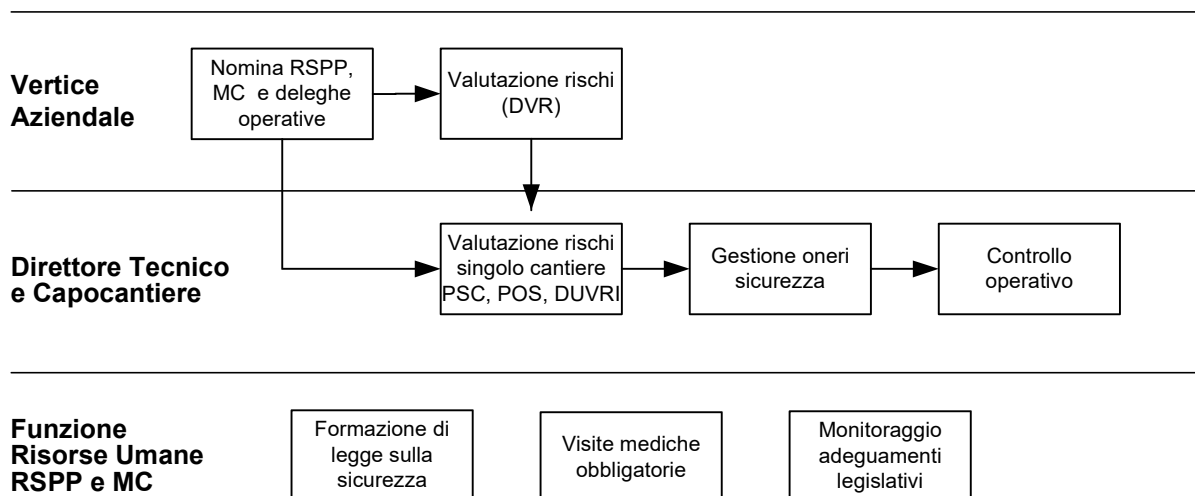 Vertice
Aziendale
Nomina RSPP,
MC e deleghe
operative
Valutazione rischi
(DVR)
Direttore Tecnico
e Capocantiere
Valutazione rischi
singolo cantiere
PSC, POS, DUVRI
Gestione oneri
sicurezza
Controllo
operativo
Funzione
Risorse Umane
RSPP e MC
Formazione di
legge sulla
sicurezza
Visite mediche
obbligatorie
Monitoraggio
adeguamenti
legislativi